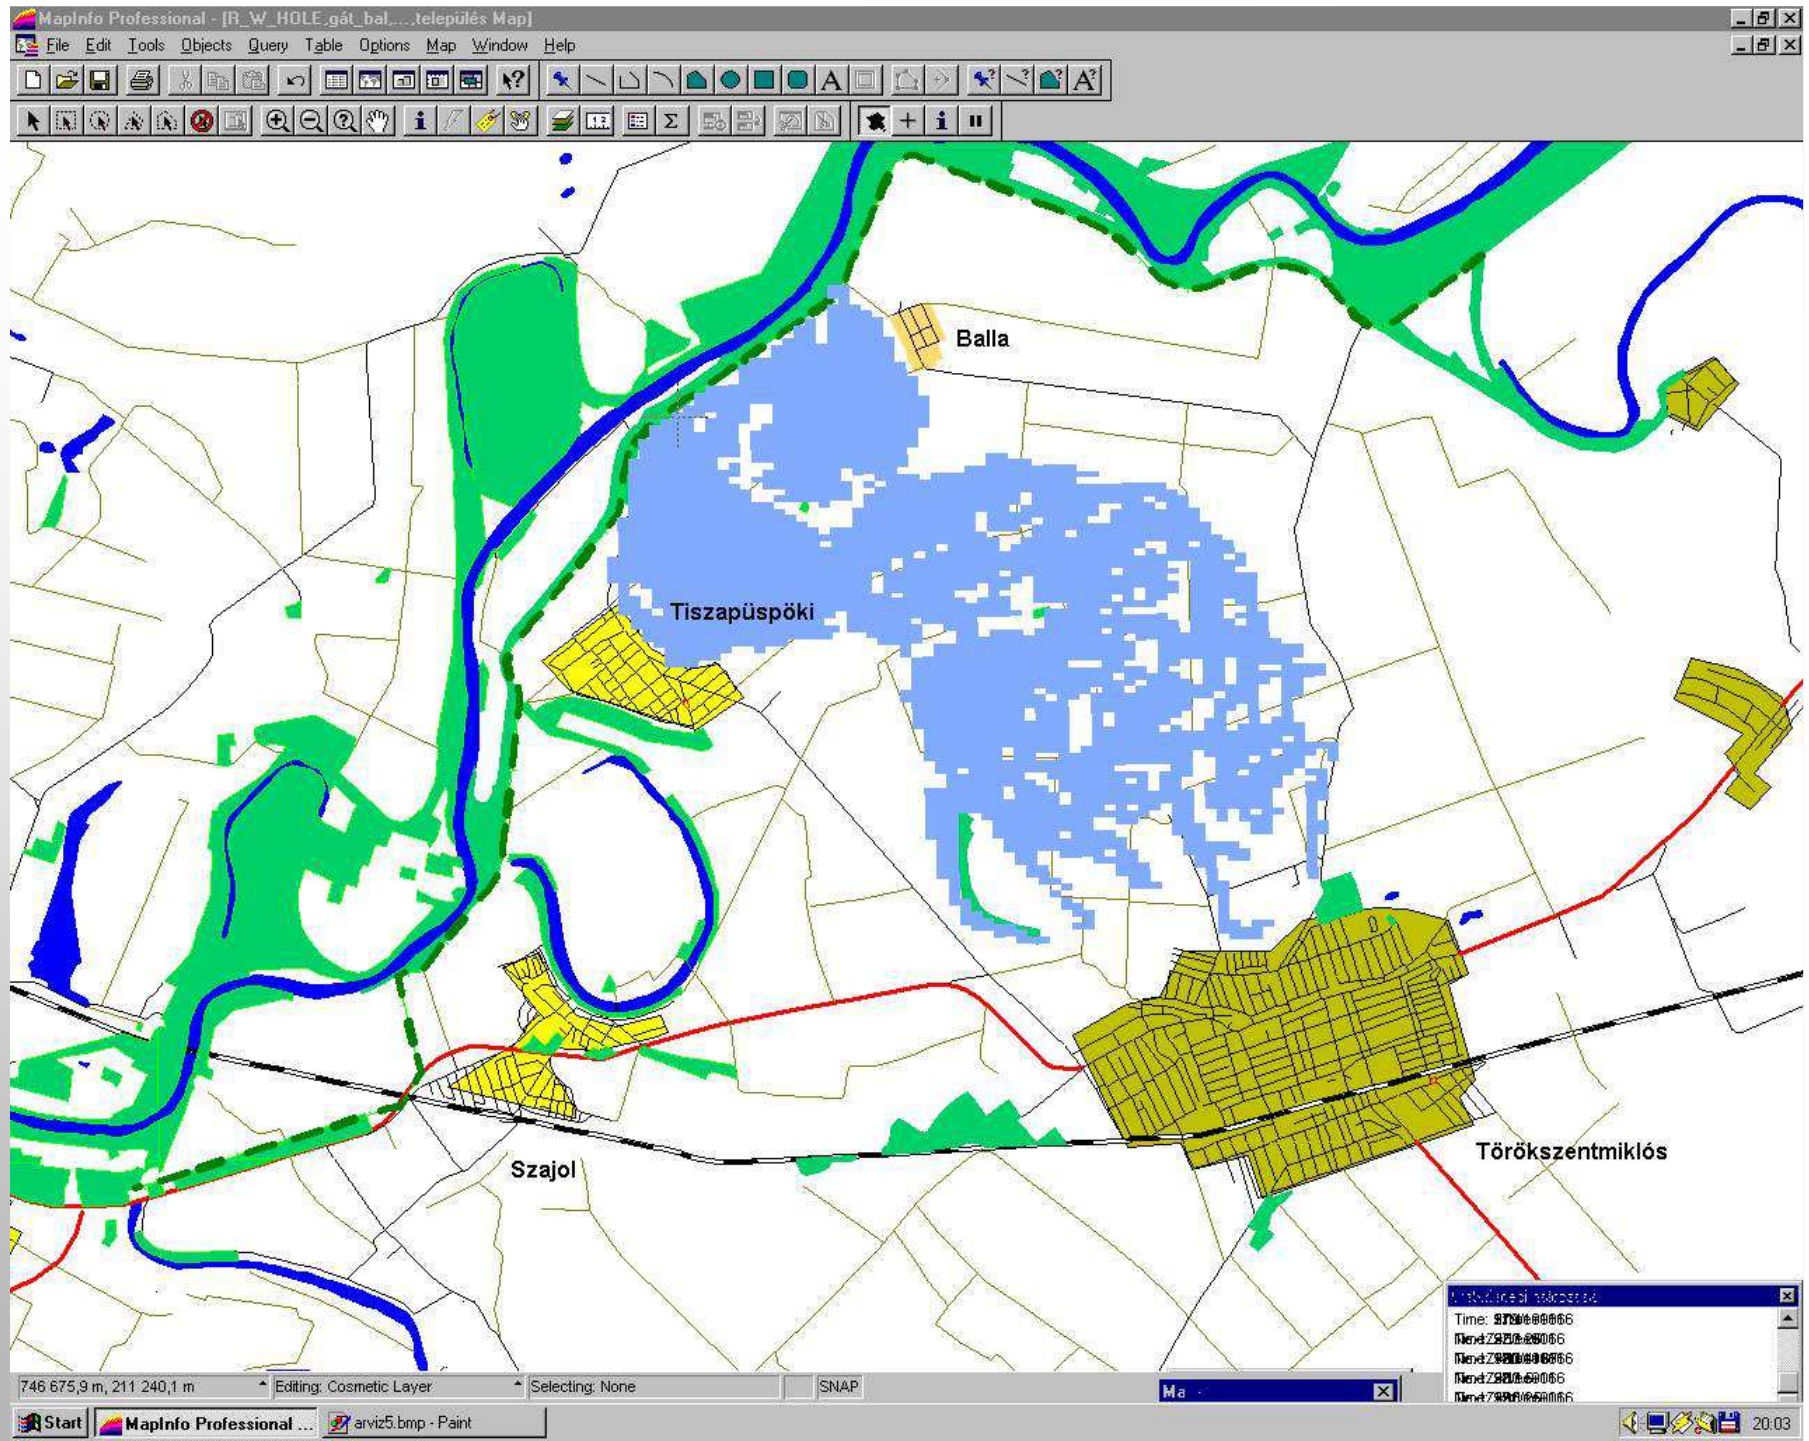 MapInfo Professional - [R_W_HOLE,gát_bal,...,település Map]
File Edit Tools Objects Query Table Options Map Window Help
Balla
Tiszapüspöki
Szajol
Törökszentmiklós
Time:
746 675,9 m, 211 240,1 m
Editing: Cosmetic Layer
Selecting: None
SNAP
Ma
Start
MapInfo Professional ...
arviz5.bmp - Paint
20:03